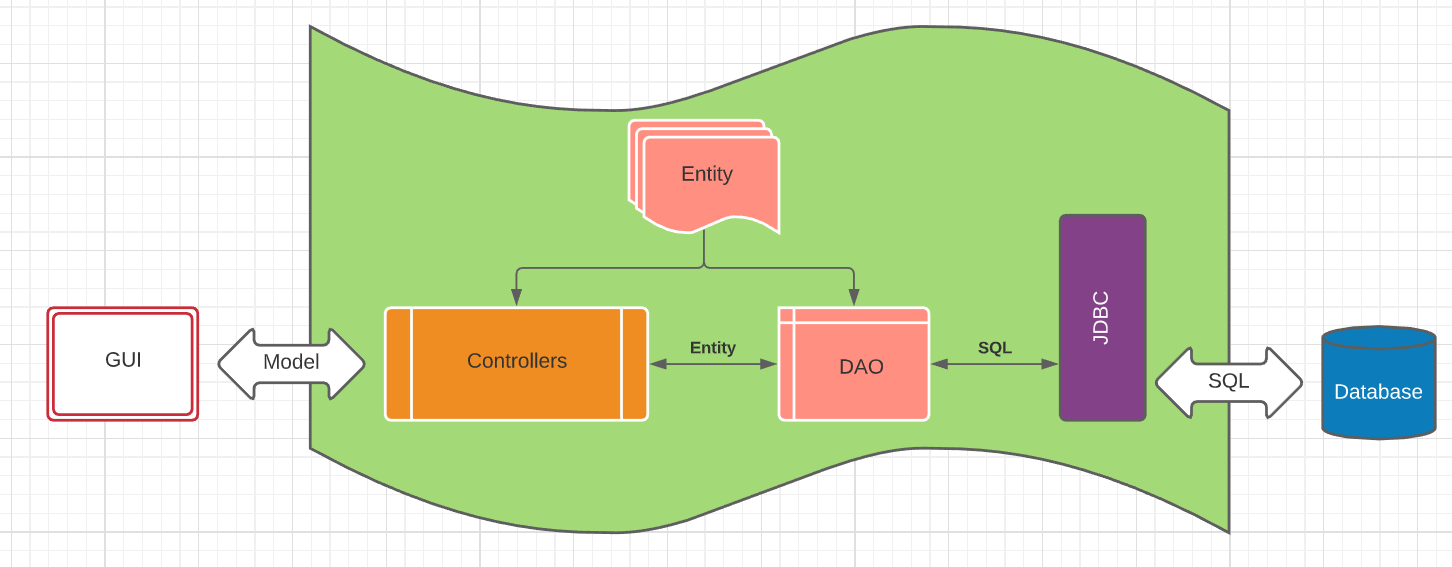 Entity
GUI
Model
Controllers
Entity
DAO
SQL
JDBC
SQL
Database